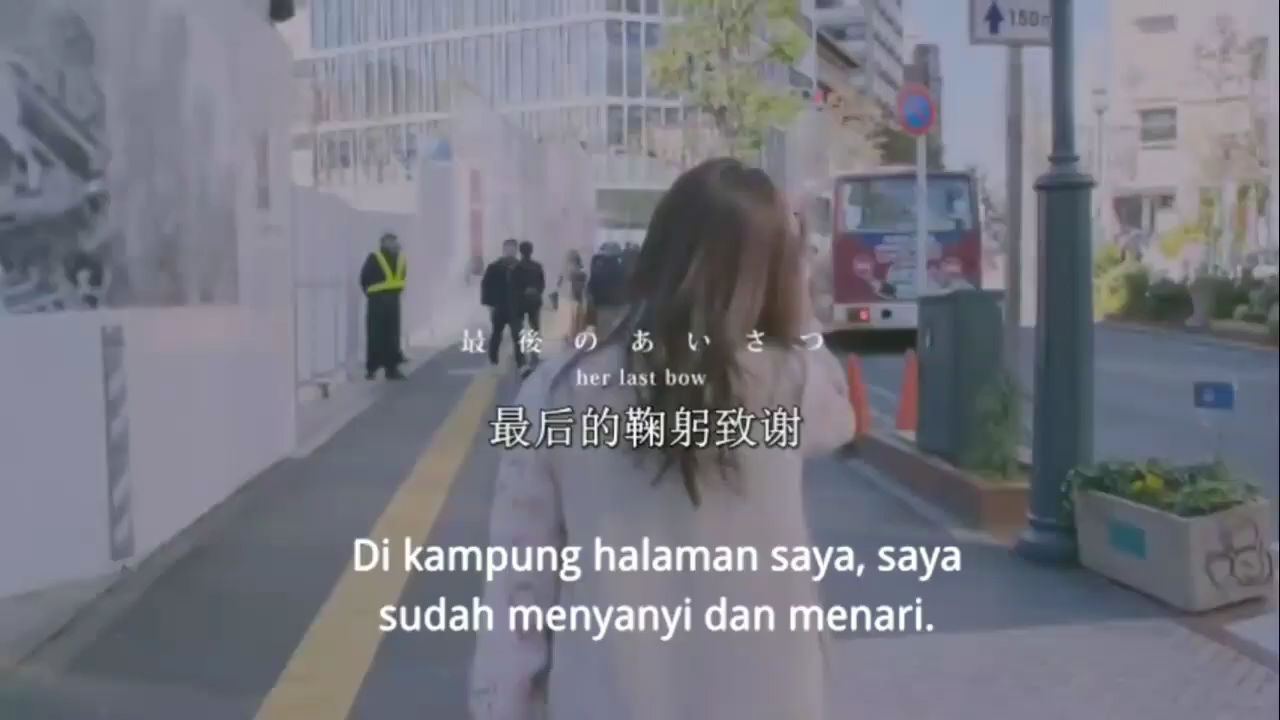 150m
最後のあいさつ
her last bow
最后的鞠躬致谢
Di kampung halaman saya, saya
sudah menyanyi dan menari.